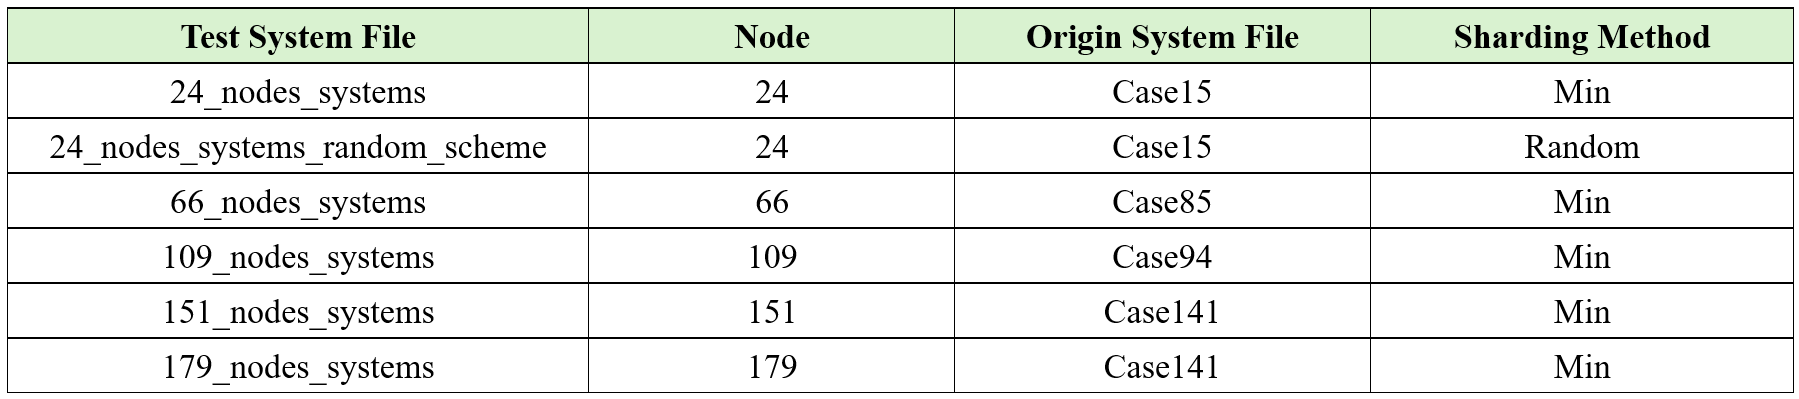 Test System File Node Origin System File Sharding Method
24_nodes_systems 24 Case15 Min
24_nodes_systems_random_scheme 24 Case15 Random
66_nodes_systems 66 Case85 Min
109_nodes_systems 109 Case94 Min
151_nodes_systems 151 Case141 Min
179_nodes_systems 179 Case141 Min